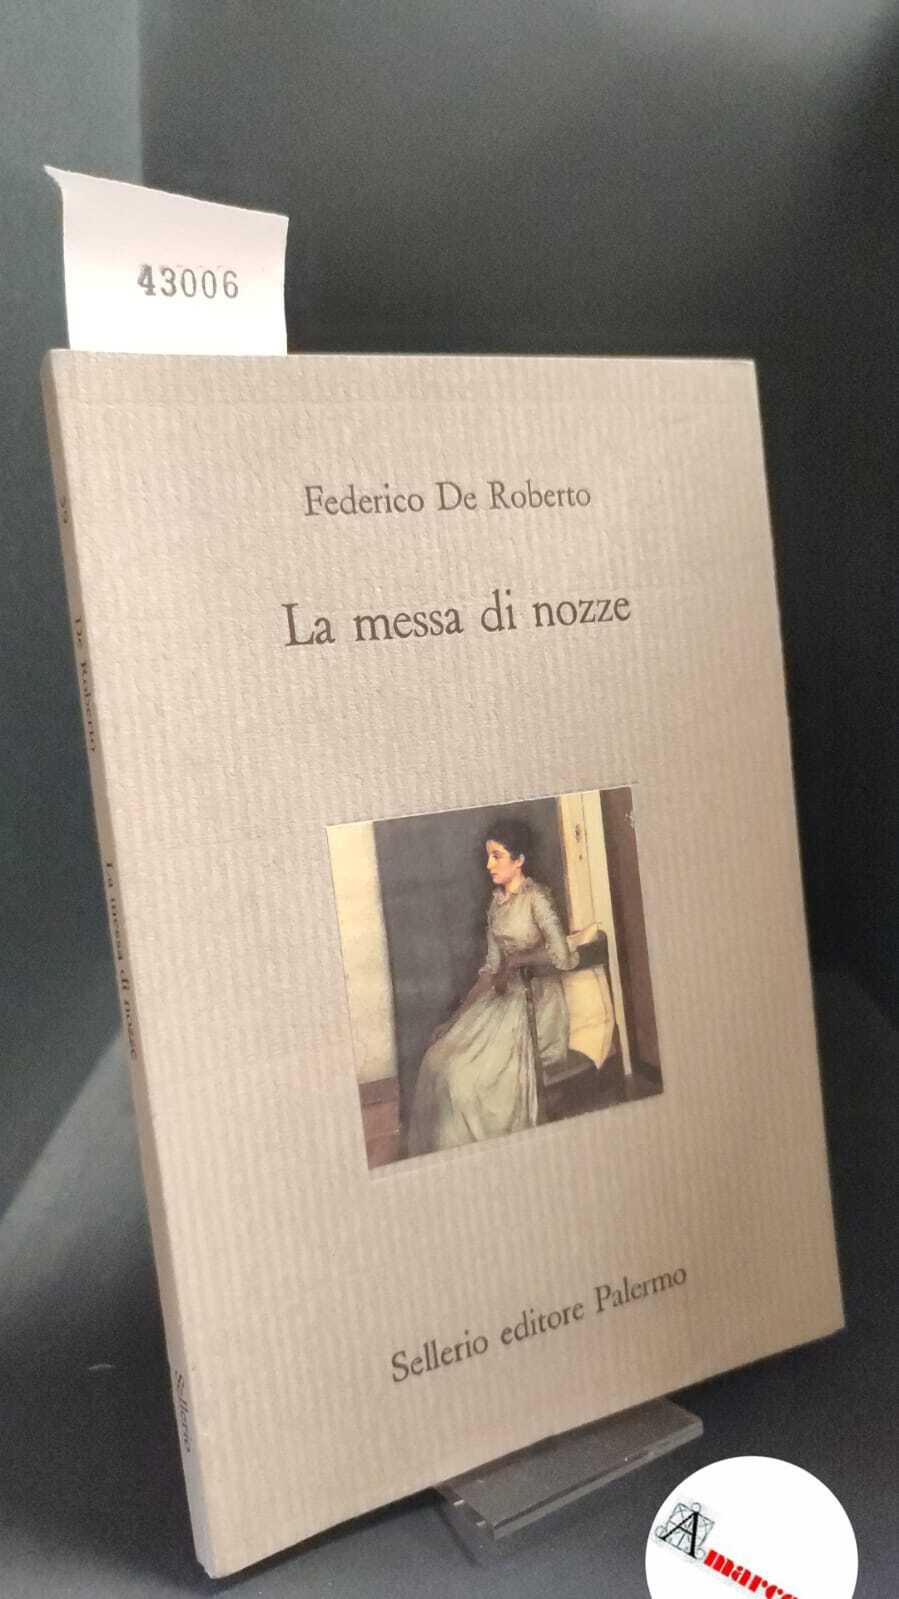 43006
Federico De Roberto
La messa di nozze
Sellerio editore Palermo
De Roberto
La messa di nozze
Sellerio